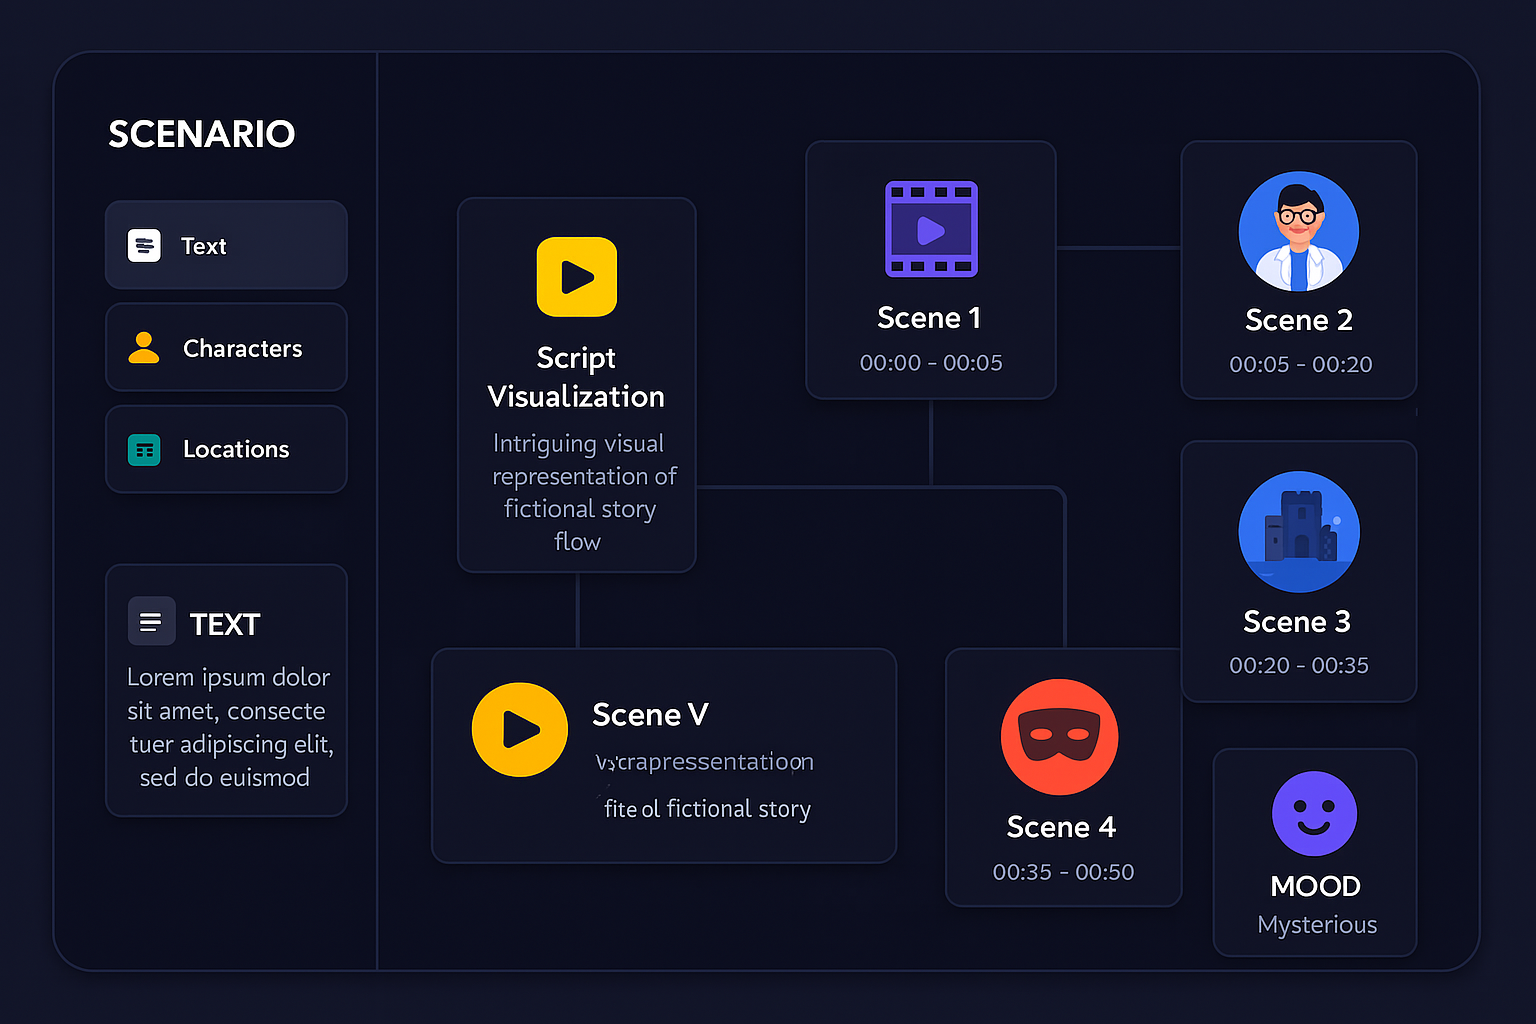 SCENARIO
Text
Characters
Locations
TEXT
Lorem ipsum dolor
sit amet, consecte
tuer adipiscing elit,
sed do euismod
Script
Visualization
Intriguing visual
representation of
fictional story
flow
Scene 1
00:00 - 00:05
Scene 2
00:05 - 00:20
Scene 3
00:20 - 00:35
Scene V
fite ol fictional story
Scene 4
00:35 - 00:50
MOOD
Mysterious